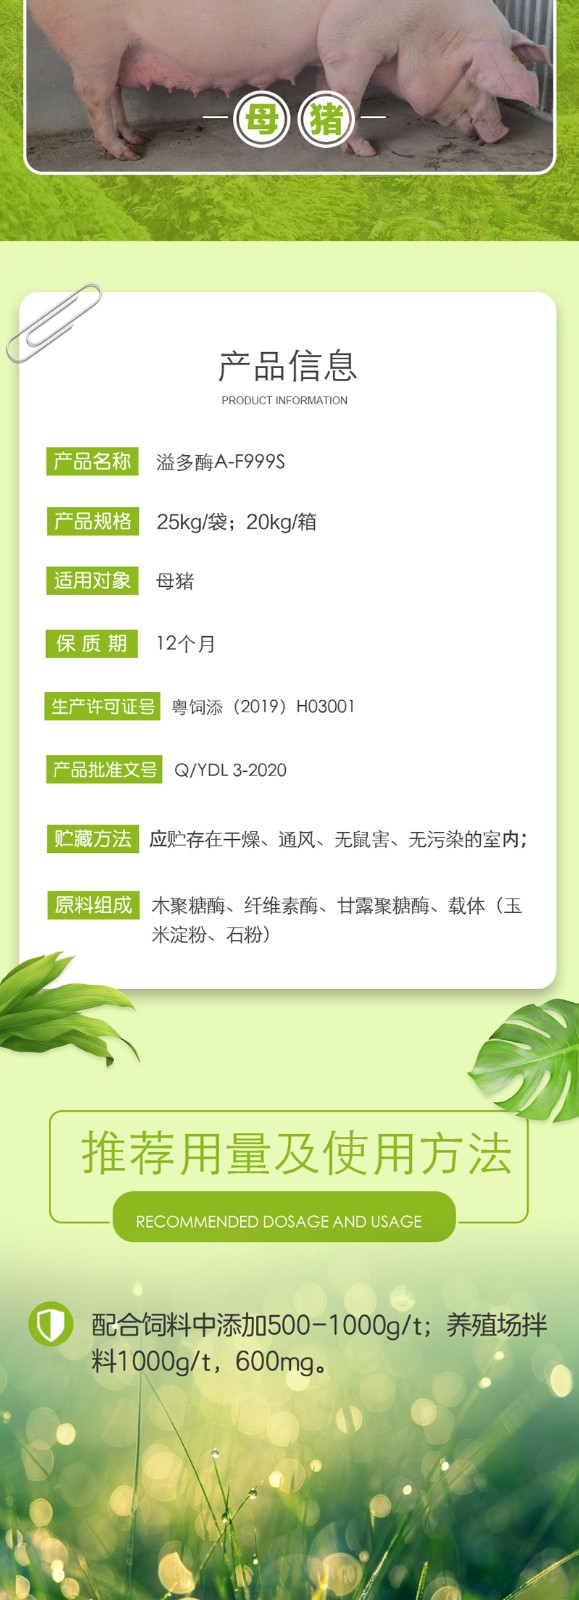 母 猪
产品信息
PRODUCT INFORMATION
产品名称 溢多酶A-F999S
产品规格 25kg/袋；20kg/箱
适用对象 母猪
保质期 12个月
生产许可证号 粤饲添（2019）H03001
产品批准文号 Q/YDL 3-2020
贮藏方法 应贮存在干燥、通风、无鼠害、无污染的室内；
原料组成 木聚糖酶、纤维素酶、甘露聚糖酶、载体（玉
米淀粉、石粉）
推荐用量及使用方法
RECOMMENDED DOSAGE AND USAGE
配合饲料中添加500-1000g/t；养殖场拌
料1000g/t，600mg。